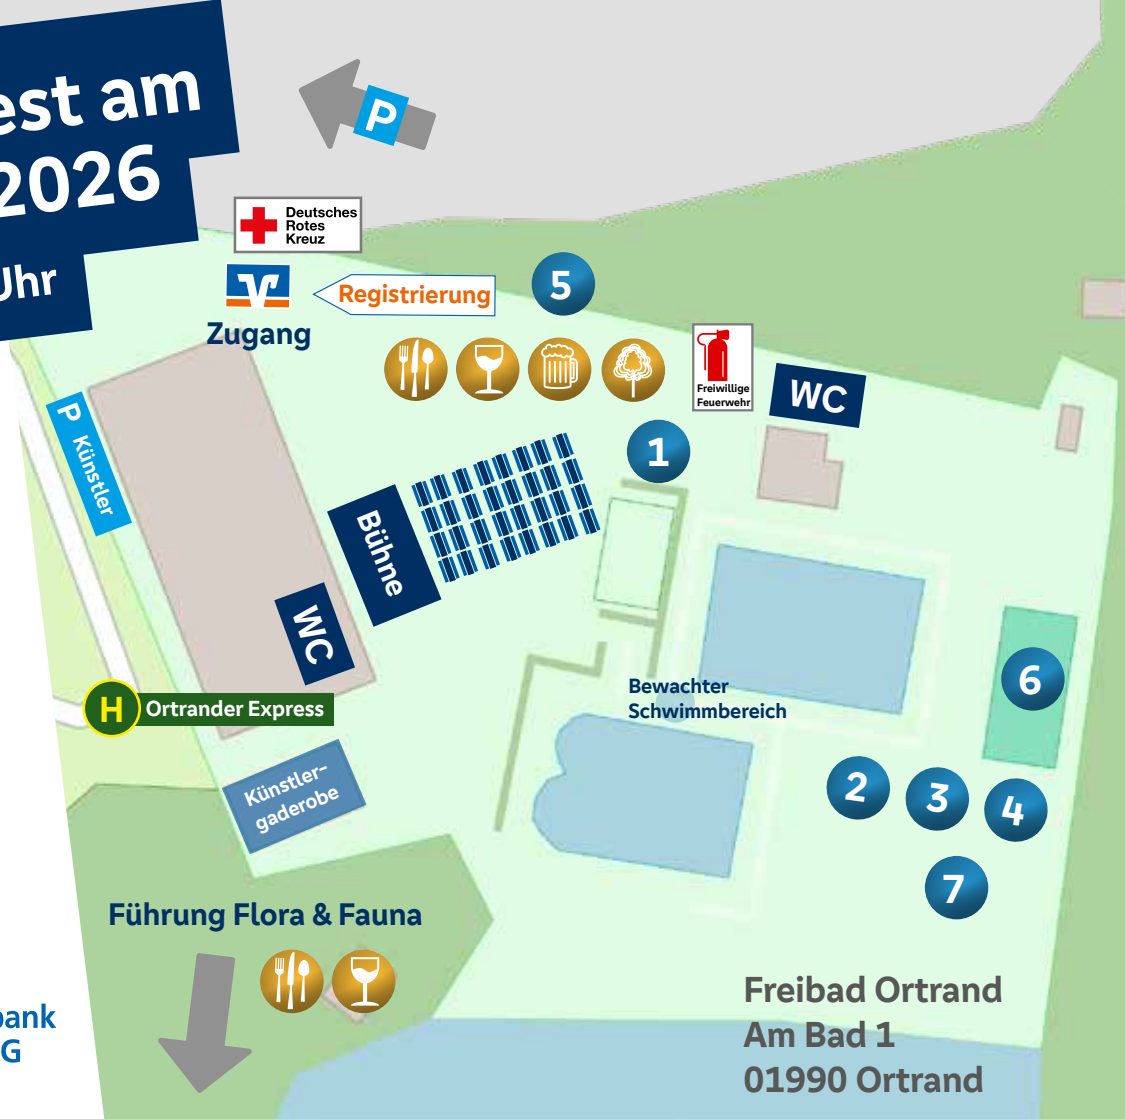 est am
2026
Uhr
P
Deutsches
Rotes
Kreuz
Registrierung
5
Zugang
Freiwillige
Feuerwehr
WC
P Künstler
1
Bühne
WC
6
Bewachter
Schwimmbereich
H Ortrander Express
Künstler-
gaderobe
2
3
4
7
Führung Flora & Fauna
bank
G
Freibad Ortrand
Am Bad 1
01990 Ortrand